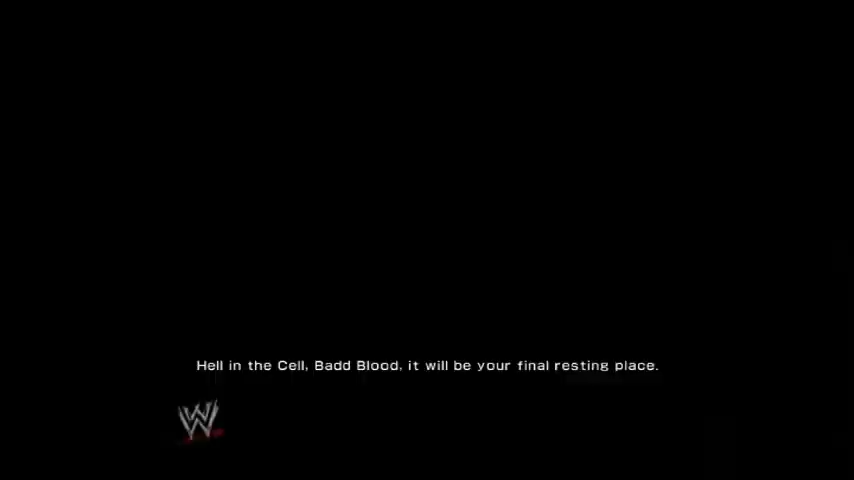 Hell in the Cell, Badd Blood, it will be your final resting place.
W